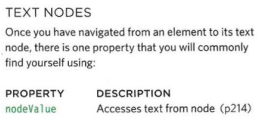 TEXT NODES
Once you have navigated from an element to its text
node, there is one property that you will commonly
find yourself using:
PROPERTY DESCRIPTION
nodeValue Accesses text from node (p214)